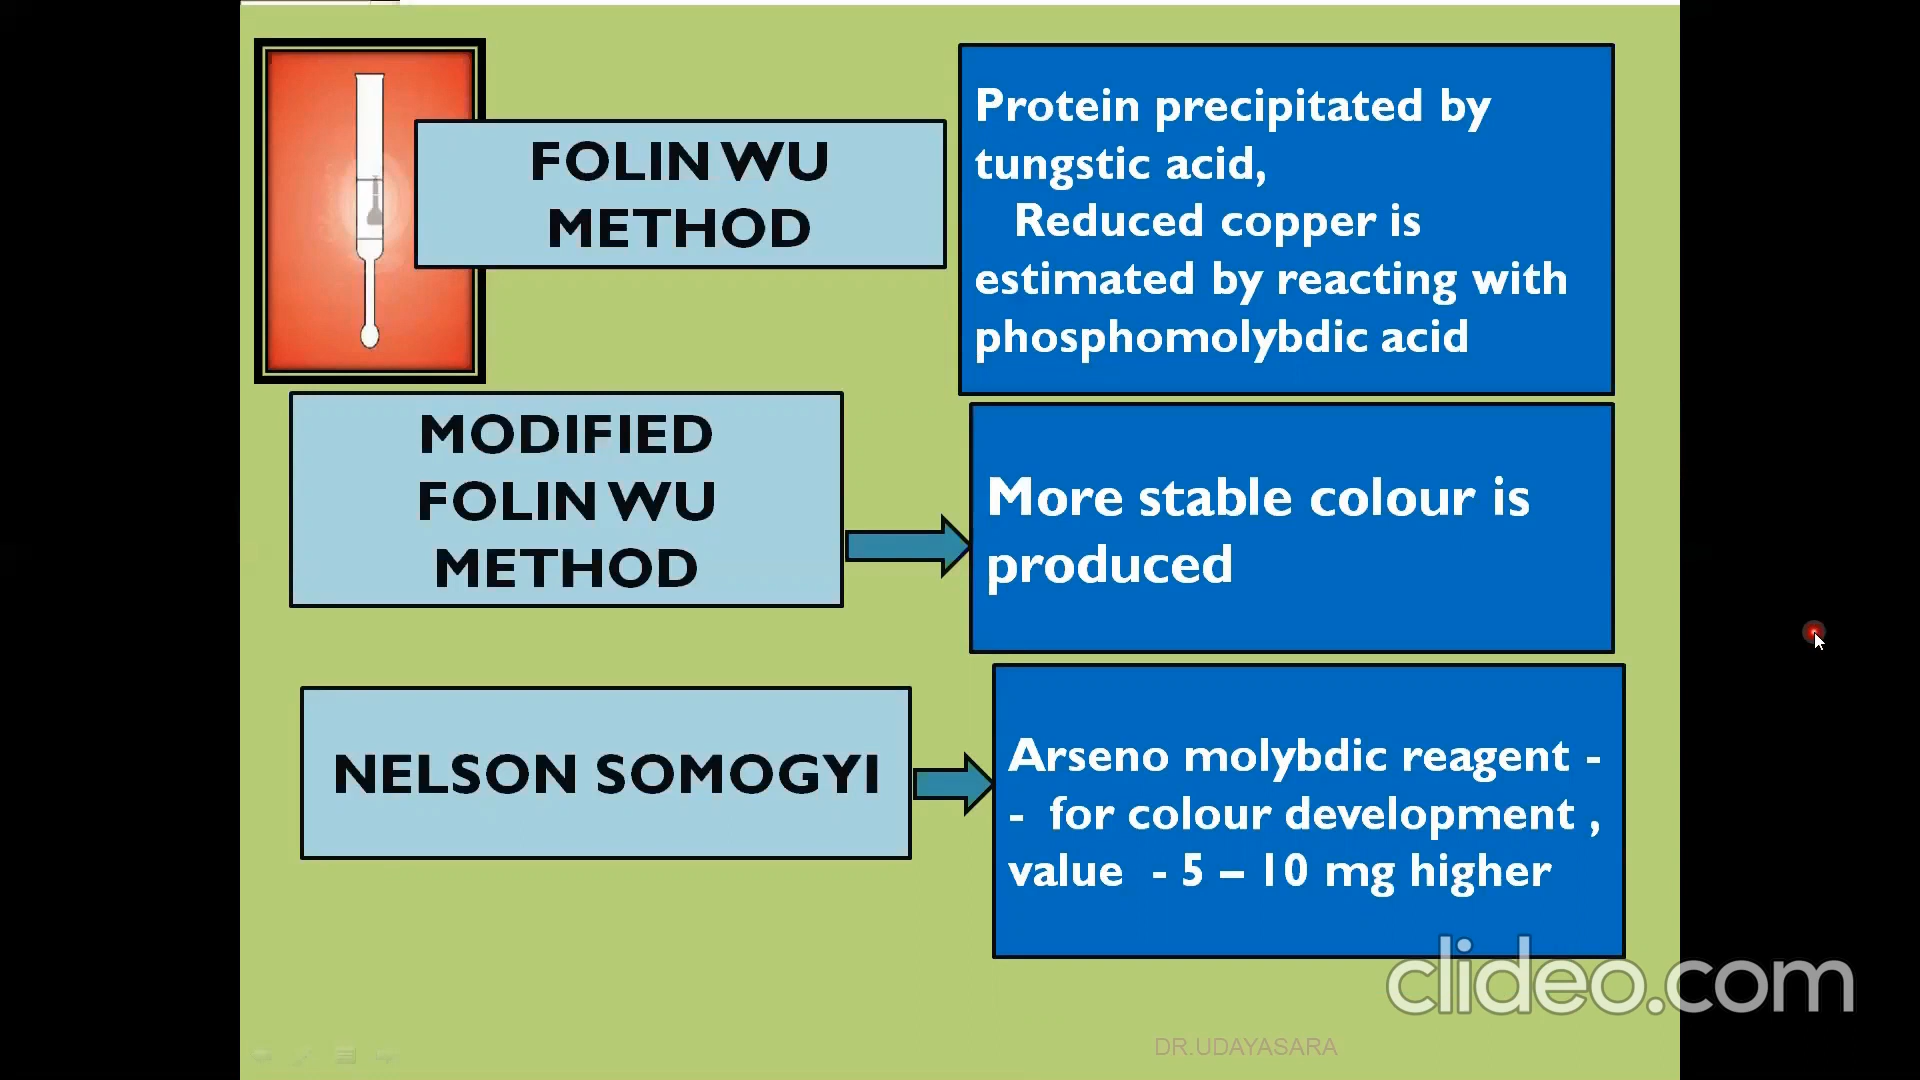 FOLIN WU
METHOD
Protein precipitated by
tungstic acid,
Reduced copper is
estimated by reacting with
phosphomolybdic acid
MODIFIED
FOLIN WU
METHOD
More stable colour is
produced
NELSON SOMOGYI
Arseno molybdic reagent -
- for colour development ,
value - 5 – 10 mg higher
clideo.com
DR.UDAYASARA